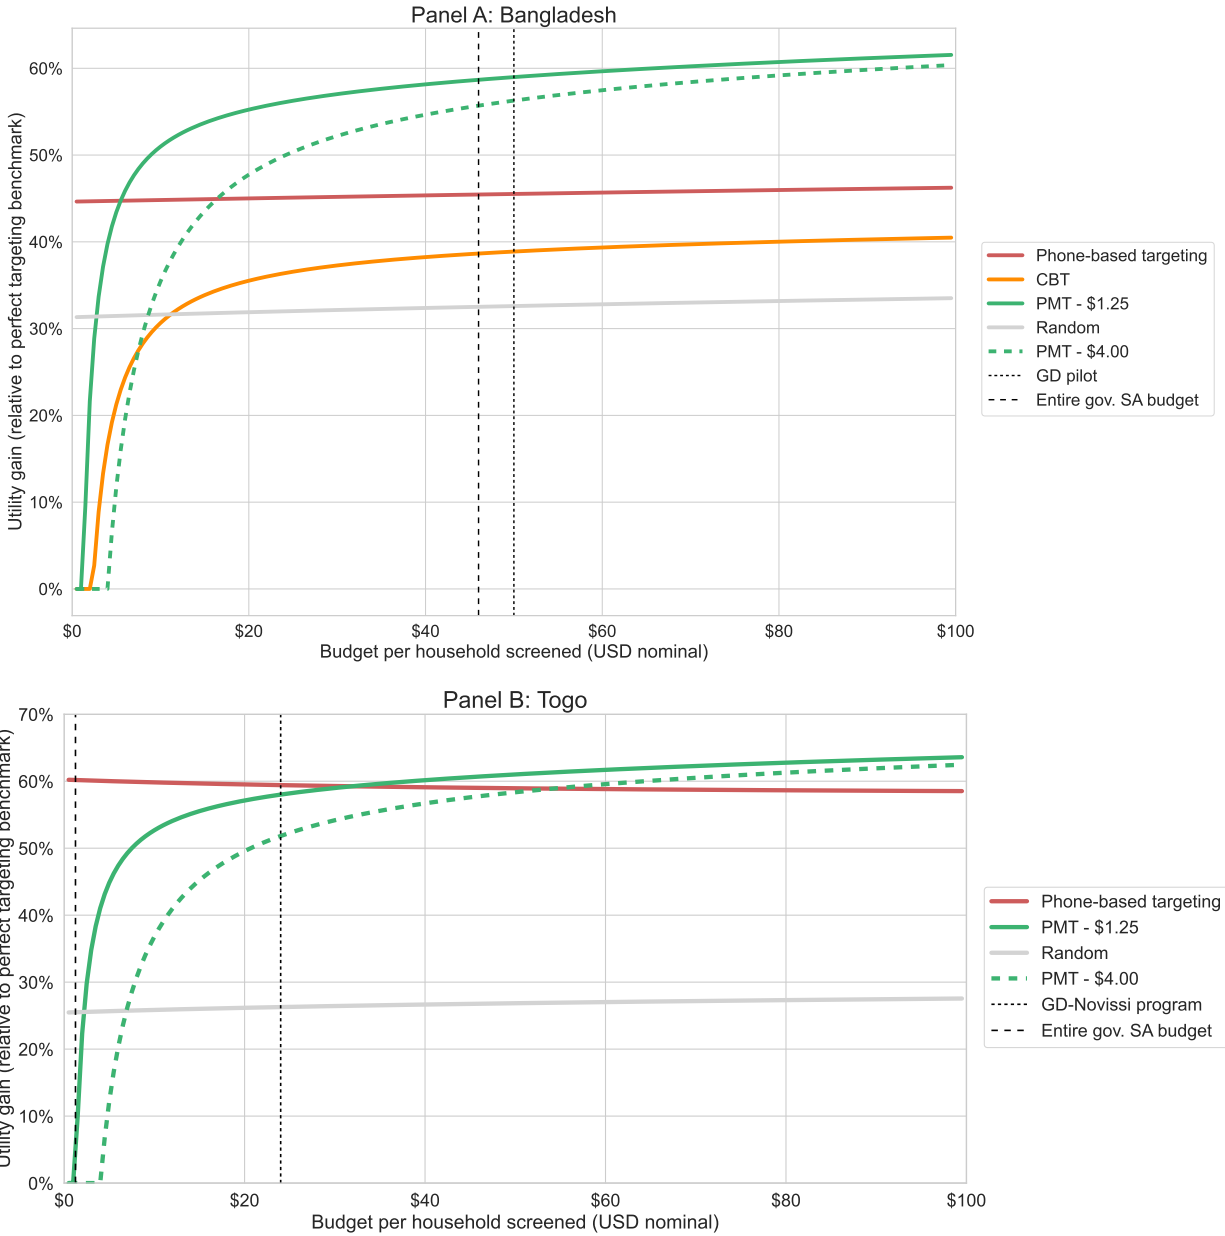 Panel A: Bangladesh
Utility gain (relative to perfect targeting benchmark)
60%
50%
40%
30%
20%
10%
0%
$0
$20
$40
$60
$80
$100
Budget per household screened (USD nominal)
Phone-based targeting
CBT
PMT - $1.25
Random
PMT - $4.00
GD pilot
Entire gov. SA budget
Panel B: Togo
Utility gain (relative to perfect targeting benchmark)
70%
60%
50%
40%
30%
20%
10%
0%
$0
$20
$40
$60
$80
$100
Budget per household screened (USD nominal)
Phone-based targeting
PMT - $1.25
Random
PMT - $4.00
GD-Novissi program
Entire gov. SA budget